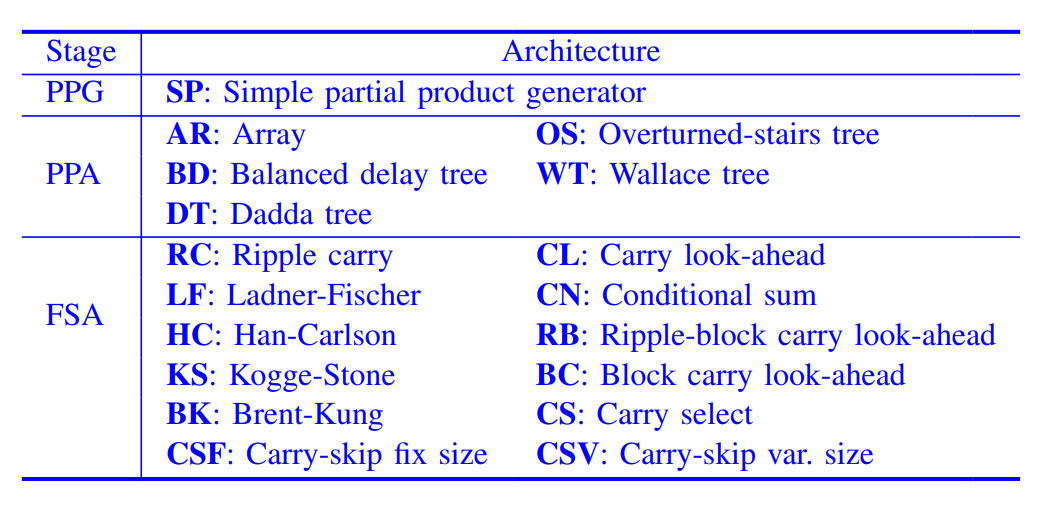 Stage Architecture
PPG SP: Simple partial product generator
AR: Array OS: Overturned-stairs tree
PPA BD: Balanced delay tree WT: Wallace tree
DT: Dadda tree
RC: Ripple carry CL: Carry look-ahead
LF: Ladner-Fischer CN: Conditional sum
FSA
HC: Han-Carlson RB: Ripple-block carry look-ahead
KS: Kogge-Stone BC: Block carry look-ahead
BK: Brent-Kung CS: Carry select
CSF: Carry-skip fix size CSV: Carry-skip var. size